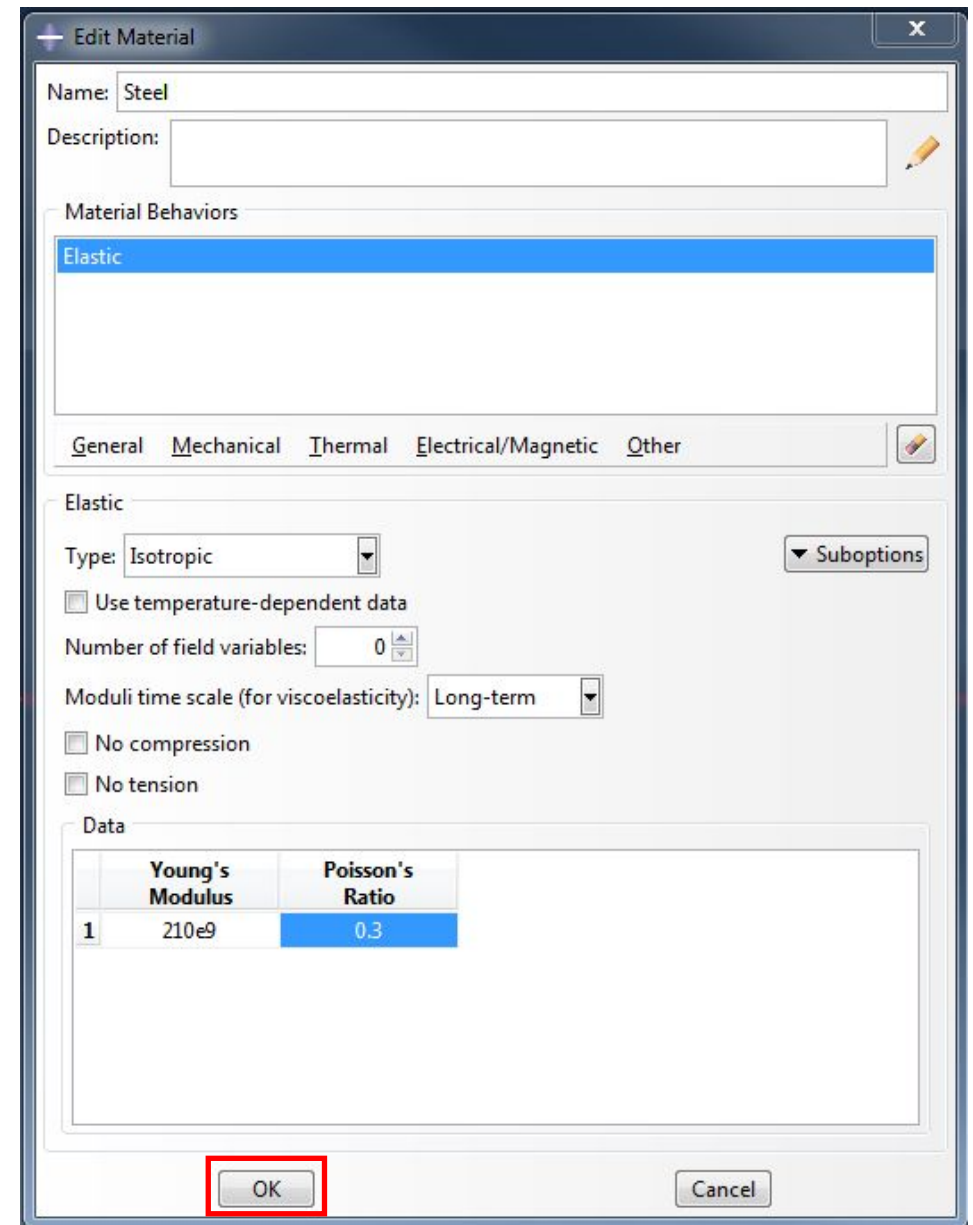 Edit Material
x
Name: Steel
Description:
Material Behaviors
Elastic
General Mechanical Thermal Electrical/Magnetic Other
Elastic
Type: Isotropic Suboptions
Use temperature-dependent data
Number of field variables: 0
Moduli time scale (for viscoelasticity): Long-term
No compression
No tension
Data
Young's Poisson's
Modulus Ratio
1 210e9 0.3
OK Cancel